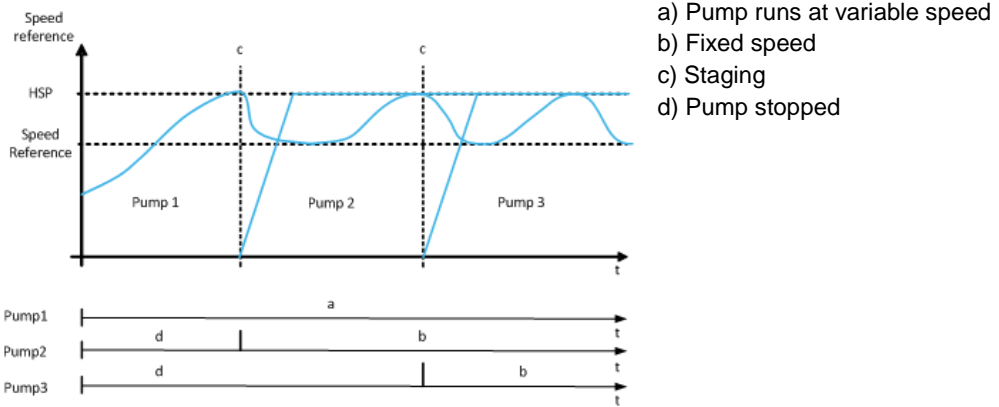 Speed
reference
c
c
HSP
Speed
Reference
Pump 1
Pump 2
Pump 3
t
a
Pump1
t
d
b
Pump2
t
d
b
Pump3
t
a) Pump runs at variable speed
b) Fixed speed
c) Staging
d) Pump stopped